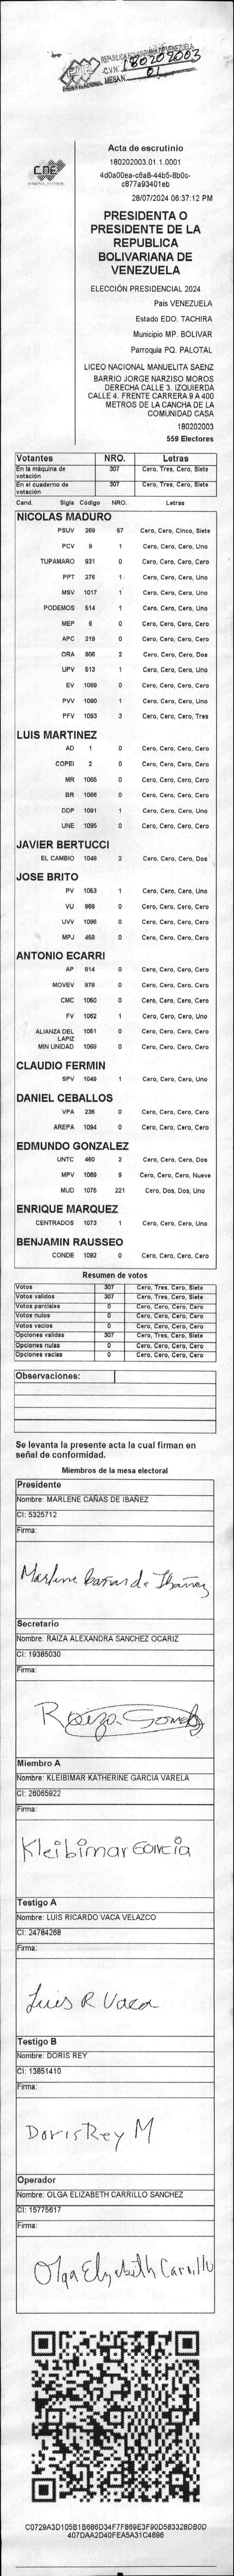 REPUBLICA BOLIVARIANA DE VENEZUELA
CNE
C.V.N. 180202003
PODER ELECTORAL MESA Nº 01
CNE
Acta de escrutinio
180202003.01.1.0001
4d0a00ea-c6a8-44b5-8b0c-
c877a93401eb
28/07/2024 06:37:12 PM
PRESIDENTA O
PRESIDENTE DE LA
REPUBLICA
BOLIVARIANA DE
VENEZUELA
ELECCIÓN PRESIDENCIAL 2024
Pais VENEZUELA
Estado EDO. TACHIRA
Municipio MP. BOLIVAR
Parroquia PQ. PALOTAL
LICEO NACIONAL MANUELITA SAENZ
BARRIO JORGE NARZISO MOROS
DERECHA CALLE 3. IZQUIERDA
CALLE 4. FRENTE CARRERA 9 A 400
METROS DE LA CANCHA DE LA
COMUNIDAD CASA
180202003
559 Electores
Votantes NRO. Letras
En la máquina de votación 307 Cero, Tres, Cero, Siete
En el cuaderno de votación 307 Cero, Tres, Cero, Siete
Cand. Sigla Código NRO. Letras
NICOLAS MADURO
PSUV 269 57 Cero, Cero, Cinco, Siete
PCV 9 1 Cero, Cero, Cero, Uno
TUPAMARO 931 0 Cero, Cero, Cero, Cero
PPT 276 1 Cero, Cero, Cero, Uno
MSV 1017 1 Cero, Cero, Cero, Uno
PODEMOS 514 1 Cero, Cero, Cero, Uno
MEP 6 0 Cero, Cero, Cero, Cero
APC 219 0 Cero, Cero, Cero, Cero
ORA 906 2 Cero, Cero, Cero, Dos
UPV 513 1 Cero, Cero, Cero, Uno
EV 1089 0 Cero, Cero, Cero, Cero
PVV 1090 1 Cero, Cero, Cero, Uno
PFV 1093 3 Cero, Cero, Cero, Tres
LUIS MARTINEZ
AD 1 0 Cero, Cero, Cero, Cero
COPEI 2 0 Cero, Cero, Cero, Cero
MR 1065 0 Cero, Cero, Cero, Cero
BR 1066 0 Cero, Cero, Cero, Cero
DDP 1091 1 Cero, Cero, Cero, Uno
UNE 1095 0 Cero, Cero, Cero, Cero
JAVIER BERTUCCI
EL CAMBIO 1048 2 Cero, Cero, Cero, Dos
JOSE BRITO
PV 1053 1 Cero, Cero, Cero, Uno
VU 968 0 Cero, Cero, Cero, Cero
UVV 1096 0 Cero, Cero, Cero, Cero
MPJ 458 0 Cero, Cero, Cero, Cero
ANTONIO ECARRI
AP 814 0 Cero, Cero, Cero, Cero
MOVEV 878 0 Cero, Cero, Cero, Cero
CMC 1050 0 Cero, Cero, Cero, Cero
FV 1052 1 Cero, Cero, Cero, Uno
ALIANZA DEL LAPIZ 1051 0 Cero, Cero, Cero, Cero
MIN UNIDAD 1068 0 Cero, Cero, Cero, Cero
CLAUDIO FERMIN
SPV 1049 1 Cero, Cero, Cero, Uno
DANIEL CEBALLOS
VPA 236 0 Cero, Cero, Cero, Cero
AREPA 1094 0 Cero, Cero, Cero, Cero
EDMUNDO GONZALEZ
UNTC 460 2 Cero, Cero, Cero, Dos
MPV 1069 9 Cero, Cero, Cero, Nueve
MUD 1075 221 Cero, Dos, Dos, Uno
ENRIQUE MARQUEZ
CENTRADOS 1073 1 Cero, Cero, Cero, Uno
BENJAMIN RAUSSEO
CONDE 1092 0 Cero, Cero, Cero, Cero
Resumen de votos
Votos 307 Cero, Tres, Cero, Siete
Votos validos 307 Cero, Tres, Cero, Siete
Votos parciales 0 Cero, Cero, Cero, Cero
Votos nulos 0 Cero, Cero, Cero, Cero
Votos vacios 0 Cero, Cero, Cero, Cero
Opciones validas 307 Cero, Tres, Cero, Siete
Opciones nulas 0 Cero, Cero, Cero, Cero
Opciones vacias 0 Cero, Cero, Cero, Cero
Observaciones:
Se levanta la presente acta la cual firman en
señal de conformidad.
Miembros de la mesa electoral
Presidente
Nombre: MARLENE CAÑAS DE IBAÑEZ
CI: 5325712
Firma:
Marlene Cañas de Ibañez
Secretario
Nombre: RAIZA ALEXANDRA SANCHEZ OCARIZ
CI: 19385030
Firma:
Raiza Sanchez
Miembro A
Nombre: KLEIBIMAR KATHERINE GARCIA VARELA
CI: 26065922
Firma:
Kleibimar Garcia
Testigo A
Nombre: LUIS RICARDO VACA VELAZCO
CI: 24784268
Firma:
Luis R Vaca
Testigo B
Nombre: DORIS REY
CI: 13851410
Firma:
Doris Rey M
Operador
Nombre: OLGA ELIZABETH CARRILLO SANCHEZ
CI: 15775617
Firma:
Olga Elizabeth Carrillo
C0729A3D105B1B686D34F7F869E3F90D583328DB0D
407DAA2D40FEA5A31C4696